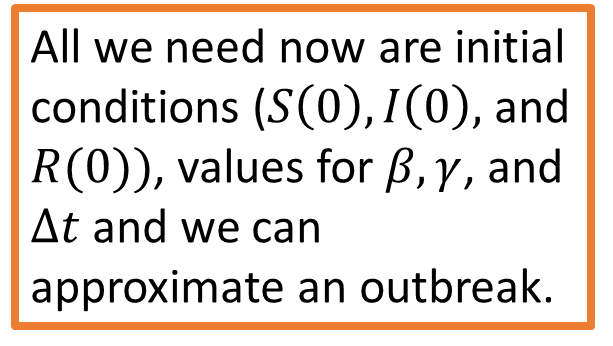 All we need now are initial
conditions (S(0), I(0), and
R(0)), values for β, γ, and
Δt and we can
approximate an outbreak.